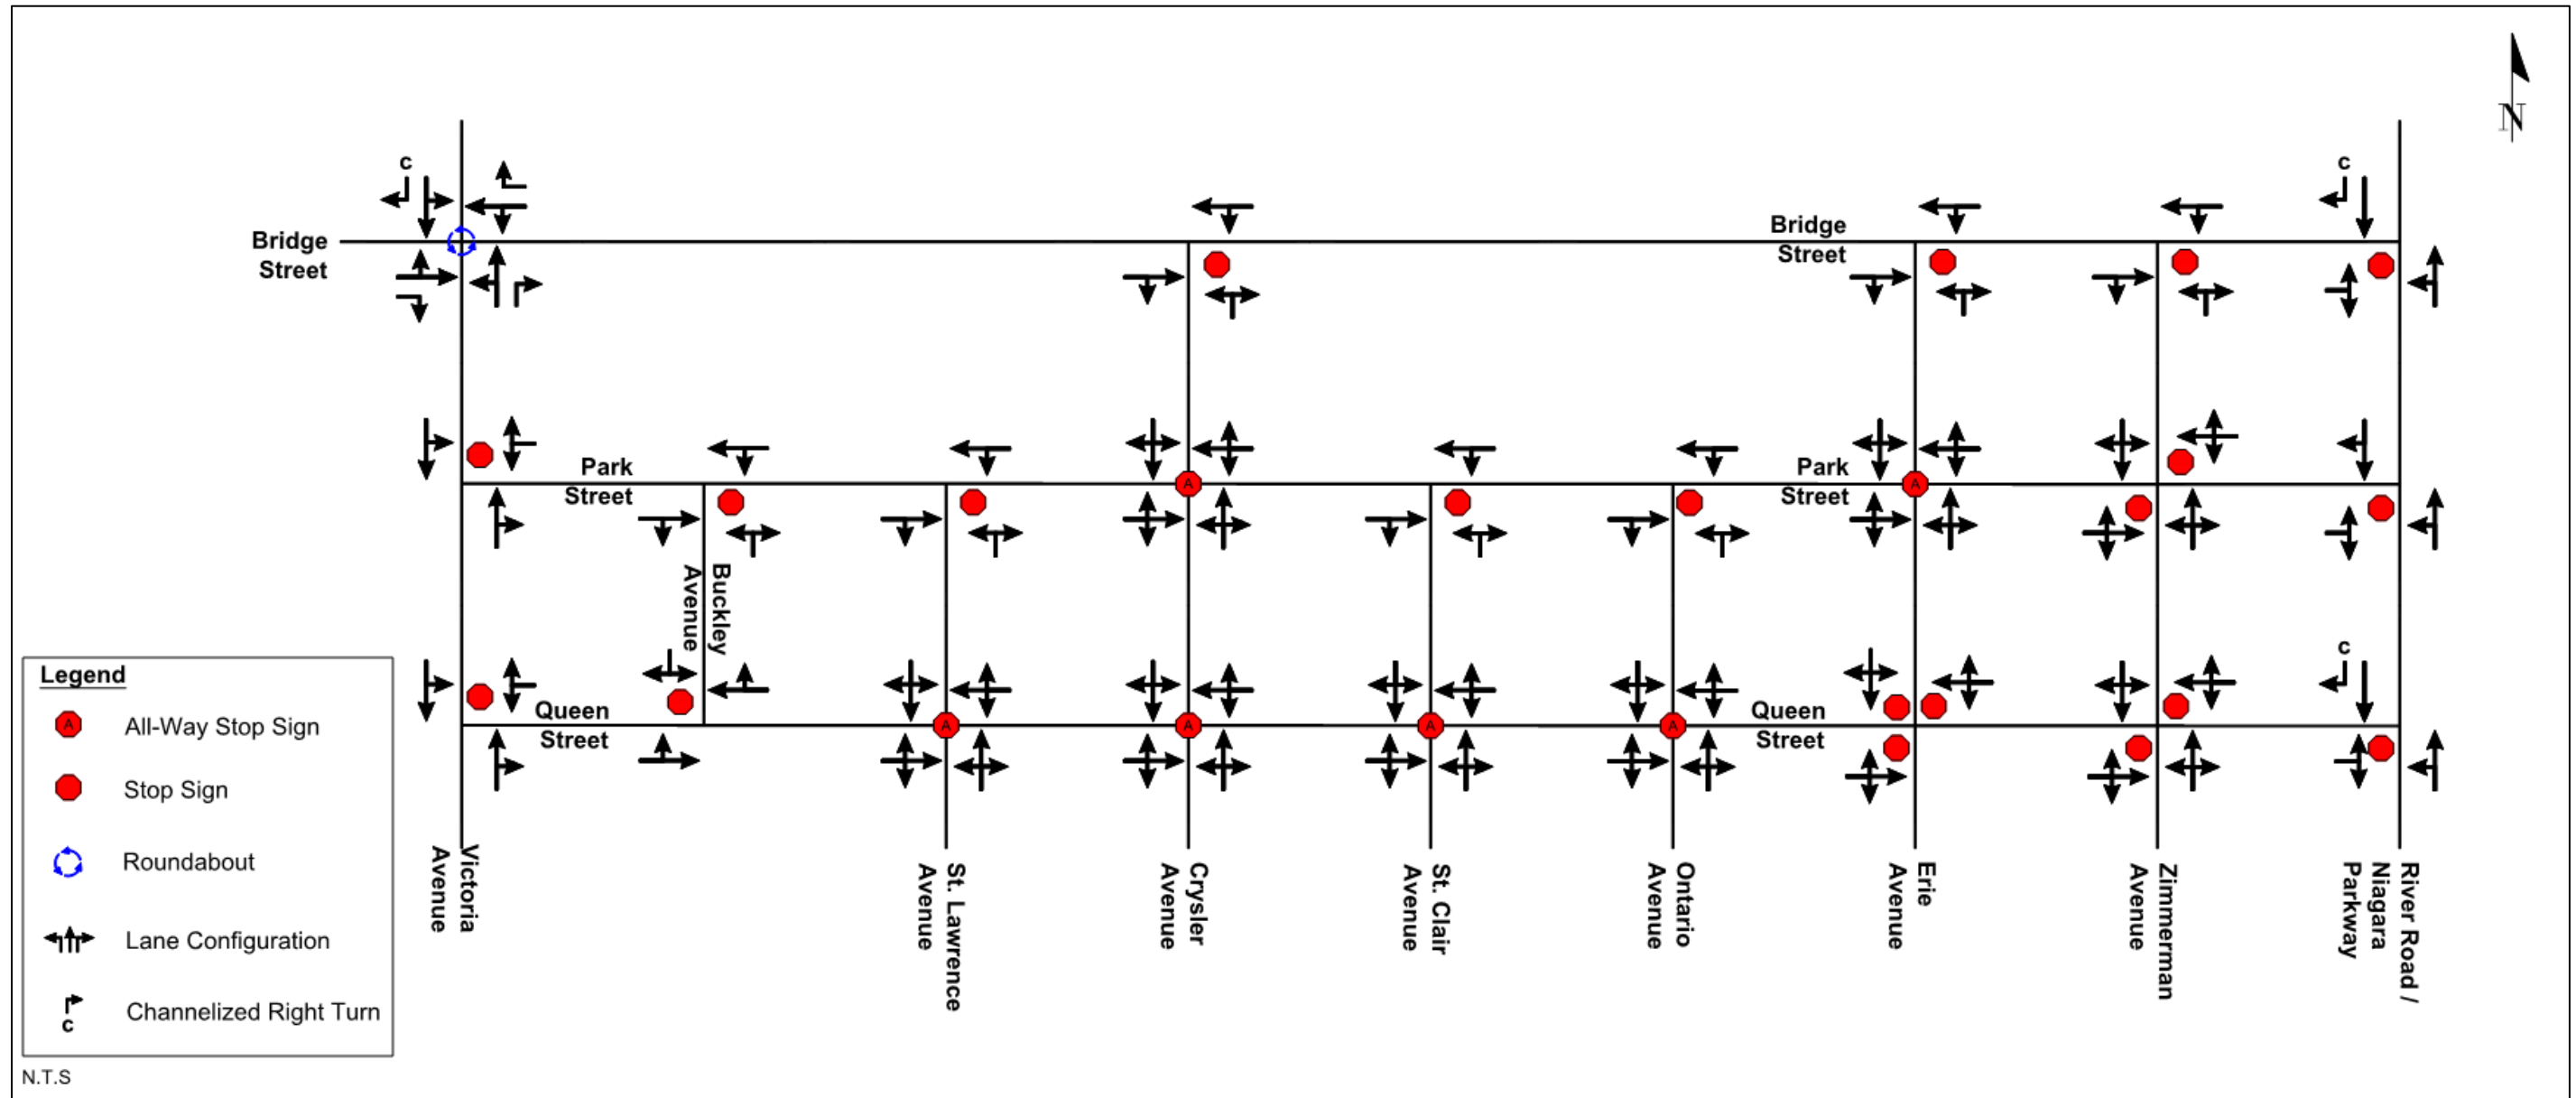 N
c
c
Bridge
Street
Bridge
Street
Park
Street
Park
Street
A
A
Buckley
Avenue
Queen
Street
Queen
Street
c
A
A
A
A
Victoria
Avenue
St. Lawrence
Avenue
Crysler
Avenue
St. Clair
Avenue
Ontario
Avenue
Erie
Avenue
Zimmerman
Avenue
River Road /
Niagara
Parkway
Legend
A All-Way Stop Sign
Stop Sign
Roundabout
Lane Configuration
c Channelized Right Turn
N.T.S